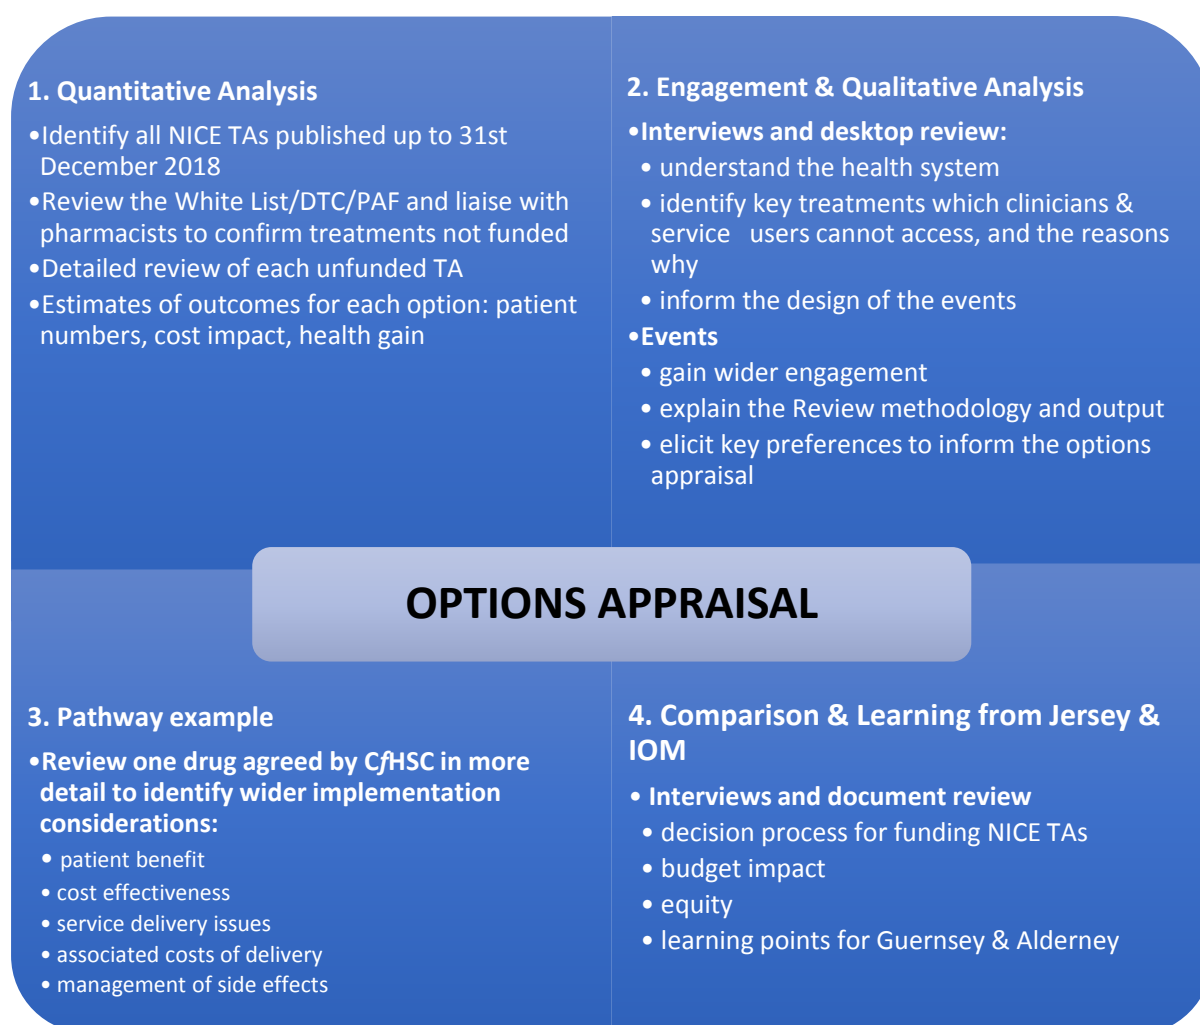 1. Quantitative Analysis
•Identify all NICE TAs published up to 31st
December 2018
•Review the White List/DTC/PAF and liaise with
pharmacists to confirm treatments not funded
•Detailed review of each unfunded TA
•Estimates of outcomes for each option: patient
numbers, cost impact, health gain
2. Engagement & Qualitative Analysis
•Interviews and desktop review:
• understand the health system
• identify key treatments which clinicians &
service   users cannot access, and the reasons
why
• inform the design of the events
•Events
• gain wider engagement
• explain the Review methodology and output
• elicit key preferences to inform the options
appraisal
OPTIONS APPRAISAL
3. Pathway example
•Review one drug agreed by CfHSC in more
detail to identify wider implementation
considerations:
• patient benefit
• cost effectiveness
• service delivery issues
• associated costs of delivery
• management of side effects
4. Comparison & Learning from Jersey &
IOM
• Interviews and document review
• decision process for funding NICE TAs
• budget impact
• equity
• learning points for Guernsey & Alderney